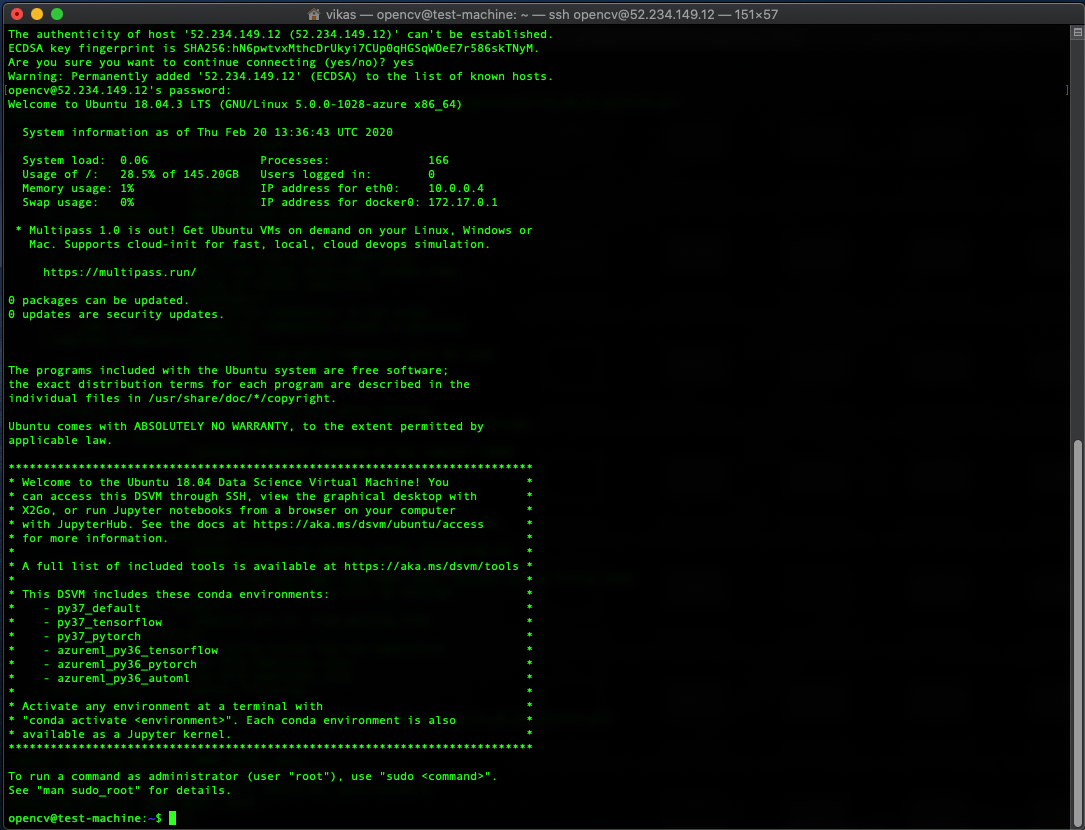 vikas — opencv@test-machine: ~ — ssh opencv@52.234.149.12 — 151×57
The authenticity of host '52.234.149.12 (52.234.149.12)' can't be established.
ECDSA key fingerprint is SHA256:hN6pwtvxMthcDrUkyi7CUp0qHGSqWOeE7r586skTNyM.
Are you sure you want to continue connecting (yes/no)? yes
Warning: Permanently added '52.234.149.12' (ECDSA) to the list of known hosts.
[opencv@52.234.149.12's password: ]
Welcome to Ubuntu 18.04.3 LTS (GNU/Linux 5.0.0-1028-azure x86_64)

  System information as of Thu Feb 20 13:36:43 UTC 2020

  System load:  0.06               Processes:              166
  Usage of /:   28.5% of 145.20GB   Users logged in:        0
  Memory usage: 1%                 IP address for eth0:    10.0.0.4
  Swap usage:   0%                 IP address for docker0: 172.17.0.1

 * Multipass 1.0 is out! Get Ubuntu VMs on demand on your Linux, Windows or
   Mac. Supports cloud-init for fast, local, cloud devops simulation.

     https://multipass.run/

0 packages can be updated.
0 updates are security updates.

The programs included with the Ubuntu system are free software;
the exact distribution terms for each program are described in the
individual files in /usr/share/doc/*/copyright.

Ubuntu comes with ABSOLUTELY NO WARRANTY, to the extent permitted by
applicable law.

***************************************************************************
* Welcome to the Ubuntu 18.04 Data Science Virtual Machine! You           *
* can access this DSVM through SSH, view the graphical desktop with       *
* X2Go, or run Jupyter notebooks from a browser on your computer          *
* with JupyterHub. See the docs at https://aka.ms/dsvm/ubuntu/access      *
* for more information.                                                   *
*                                                                         *
* A full list of included tools is available at https://aka.ms/dsvm/tools *
*                                                                         *
* This DSVM includes these conda environments:                            *
*    - py37_default                                                       *
*    - py37_tensorflow                                                    *
*    - py37_pytorch                                                       *
*    - azureml_py36_tensorflow                                            *
*    - azureml_py36_pytorch                                               *
*    - azureml_py36_automl                                                *
*                                                                         *
* Activate any environment at a terminal with                             *
* "conda activate <environment>". Each conda environment is also          *
* available as a Jupyter kernel.                                          *
***************************************************************************

To run a command as administrator (user "root"), use "sudo <command>".
See "man sudo_root" for details.

opencv@test-machine:~$